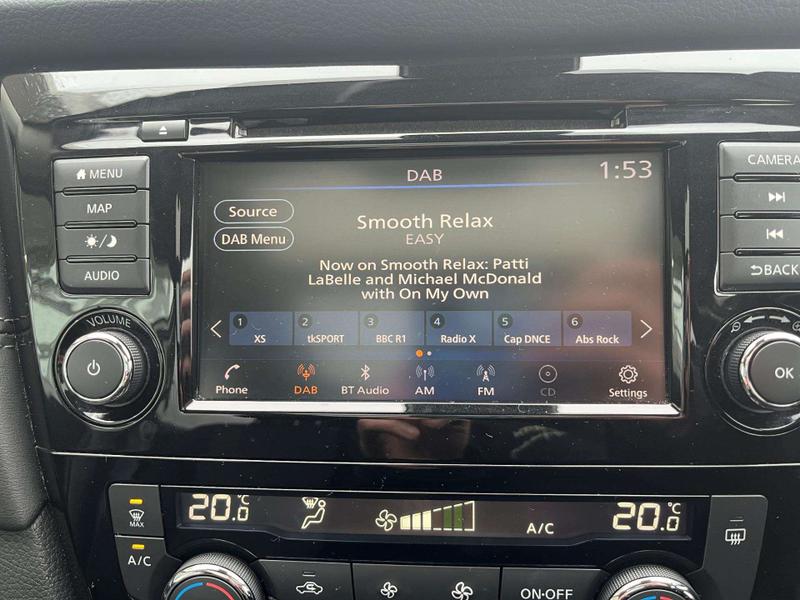 MENU
MAP
AUDIO
VOLUME
DAB
1:53
Source
DAB Menu
Smooth Relax
EASY
Now on Smooth Relax: Patti
LaBelle and Michael McDonald
with On My Own
1 XS
2 tkSPORT
3 BBC R1
4 Radio X
5 Cap DNCE
6 Abs Rock
Phone
DAB
BT Audio
AM
FM
CD
Settings
CAMERA
BACK
OK
MAX
A/C
20.0°C
A/C
20.0°C
ON·OFF